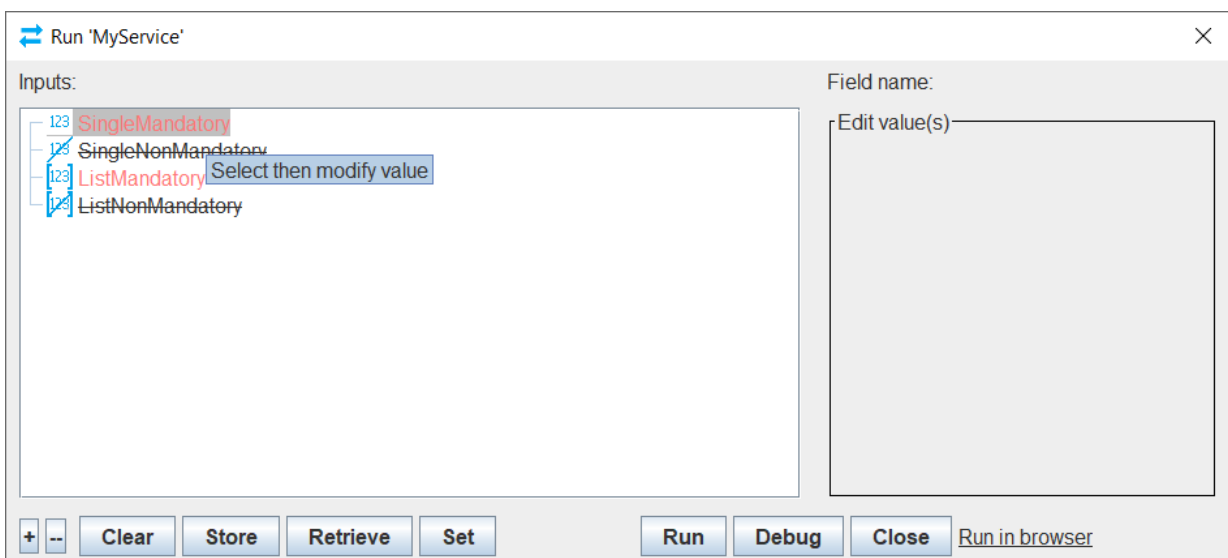 Run 'MyService'
Inputs:
Field name:
123 SingleMandatory
Edit value(s)
123 SingleNonMandatory
Select then modify value
[123] ListMandatory
[123] ListNonMandatory
+ -- Clear Store Retrieve Set Run Debug Close Run in browser